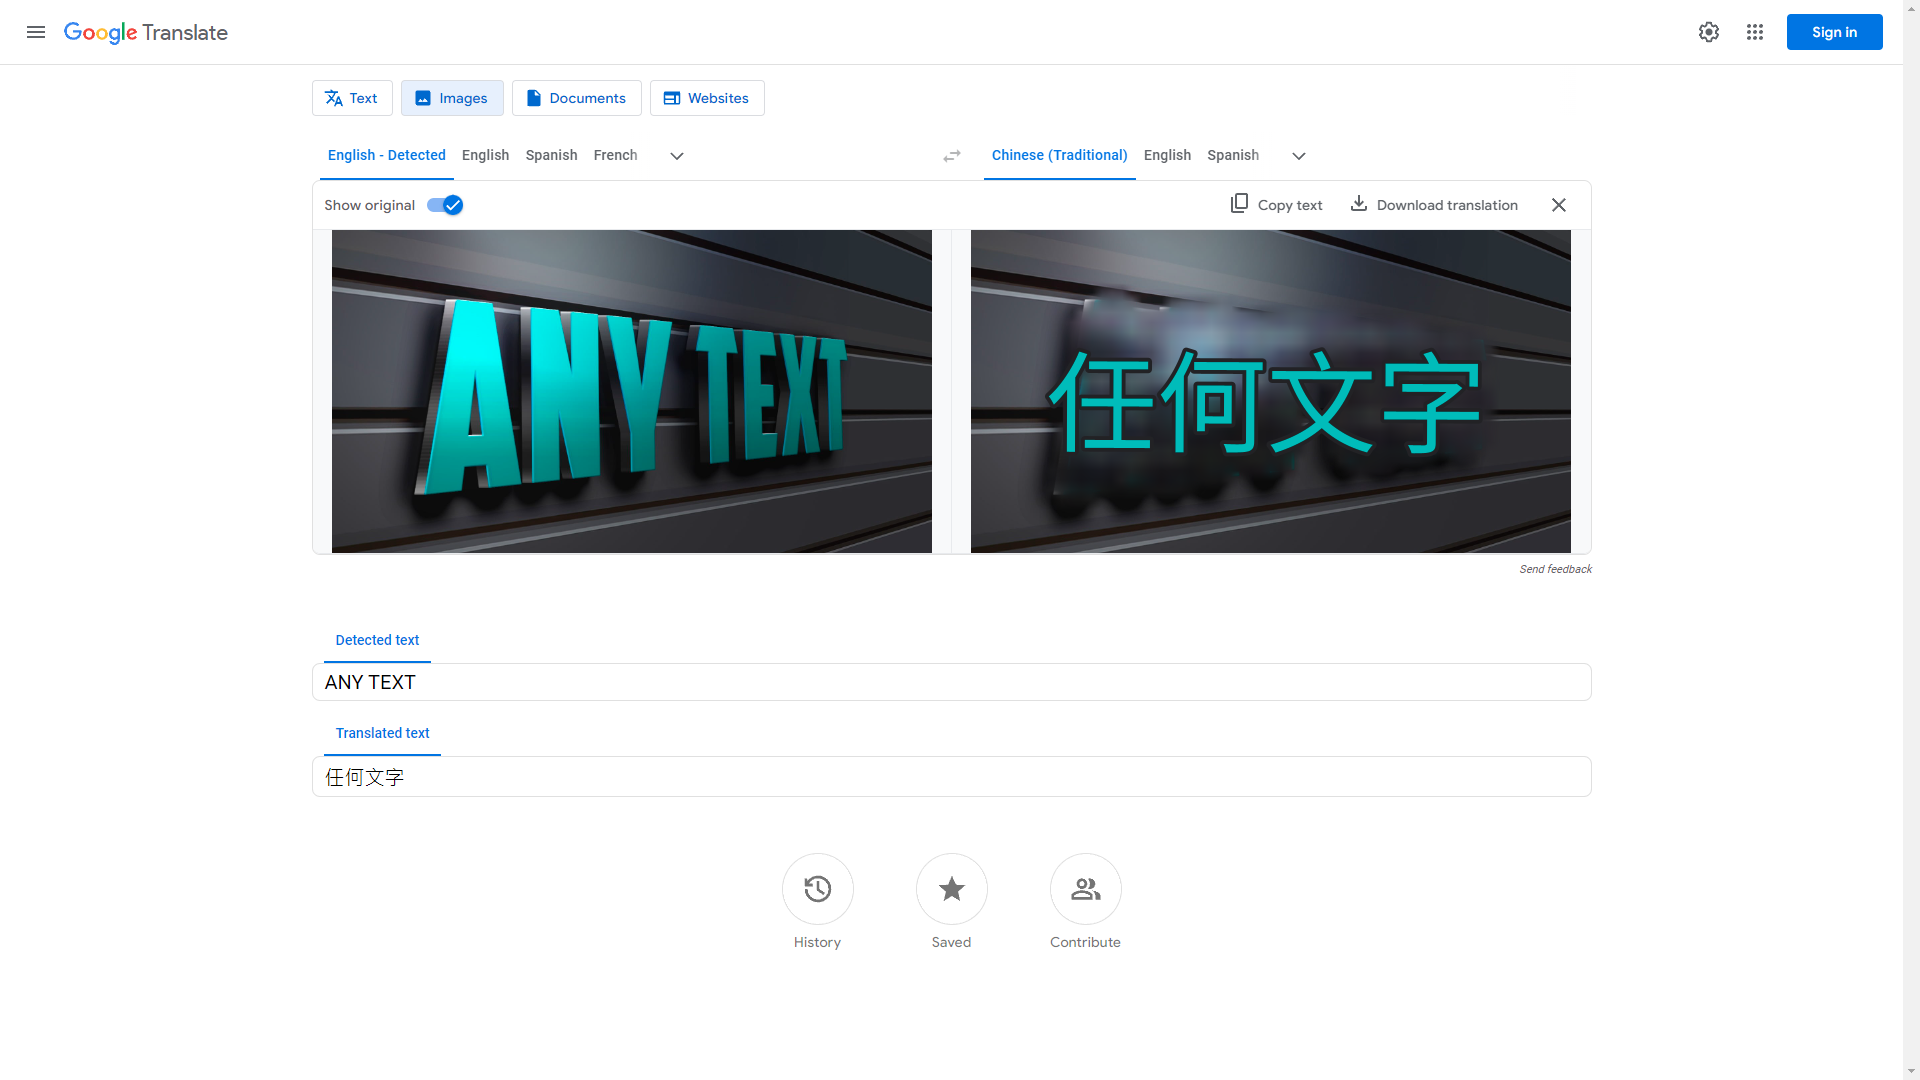 Google Translate
Sign in
Text
Images
Documents
Websites
English - Detected
English
Spanish
French
Chinese (Traditional)
English
Spanish
Show original
Copy text
Download translation
ANY TEXT
任何文字
Send feedback
Detected text
ANY TEXT
Translated text
任何文字
History
Saved
Contribute